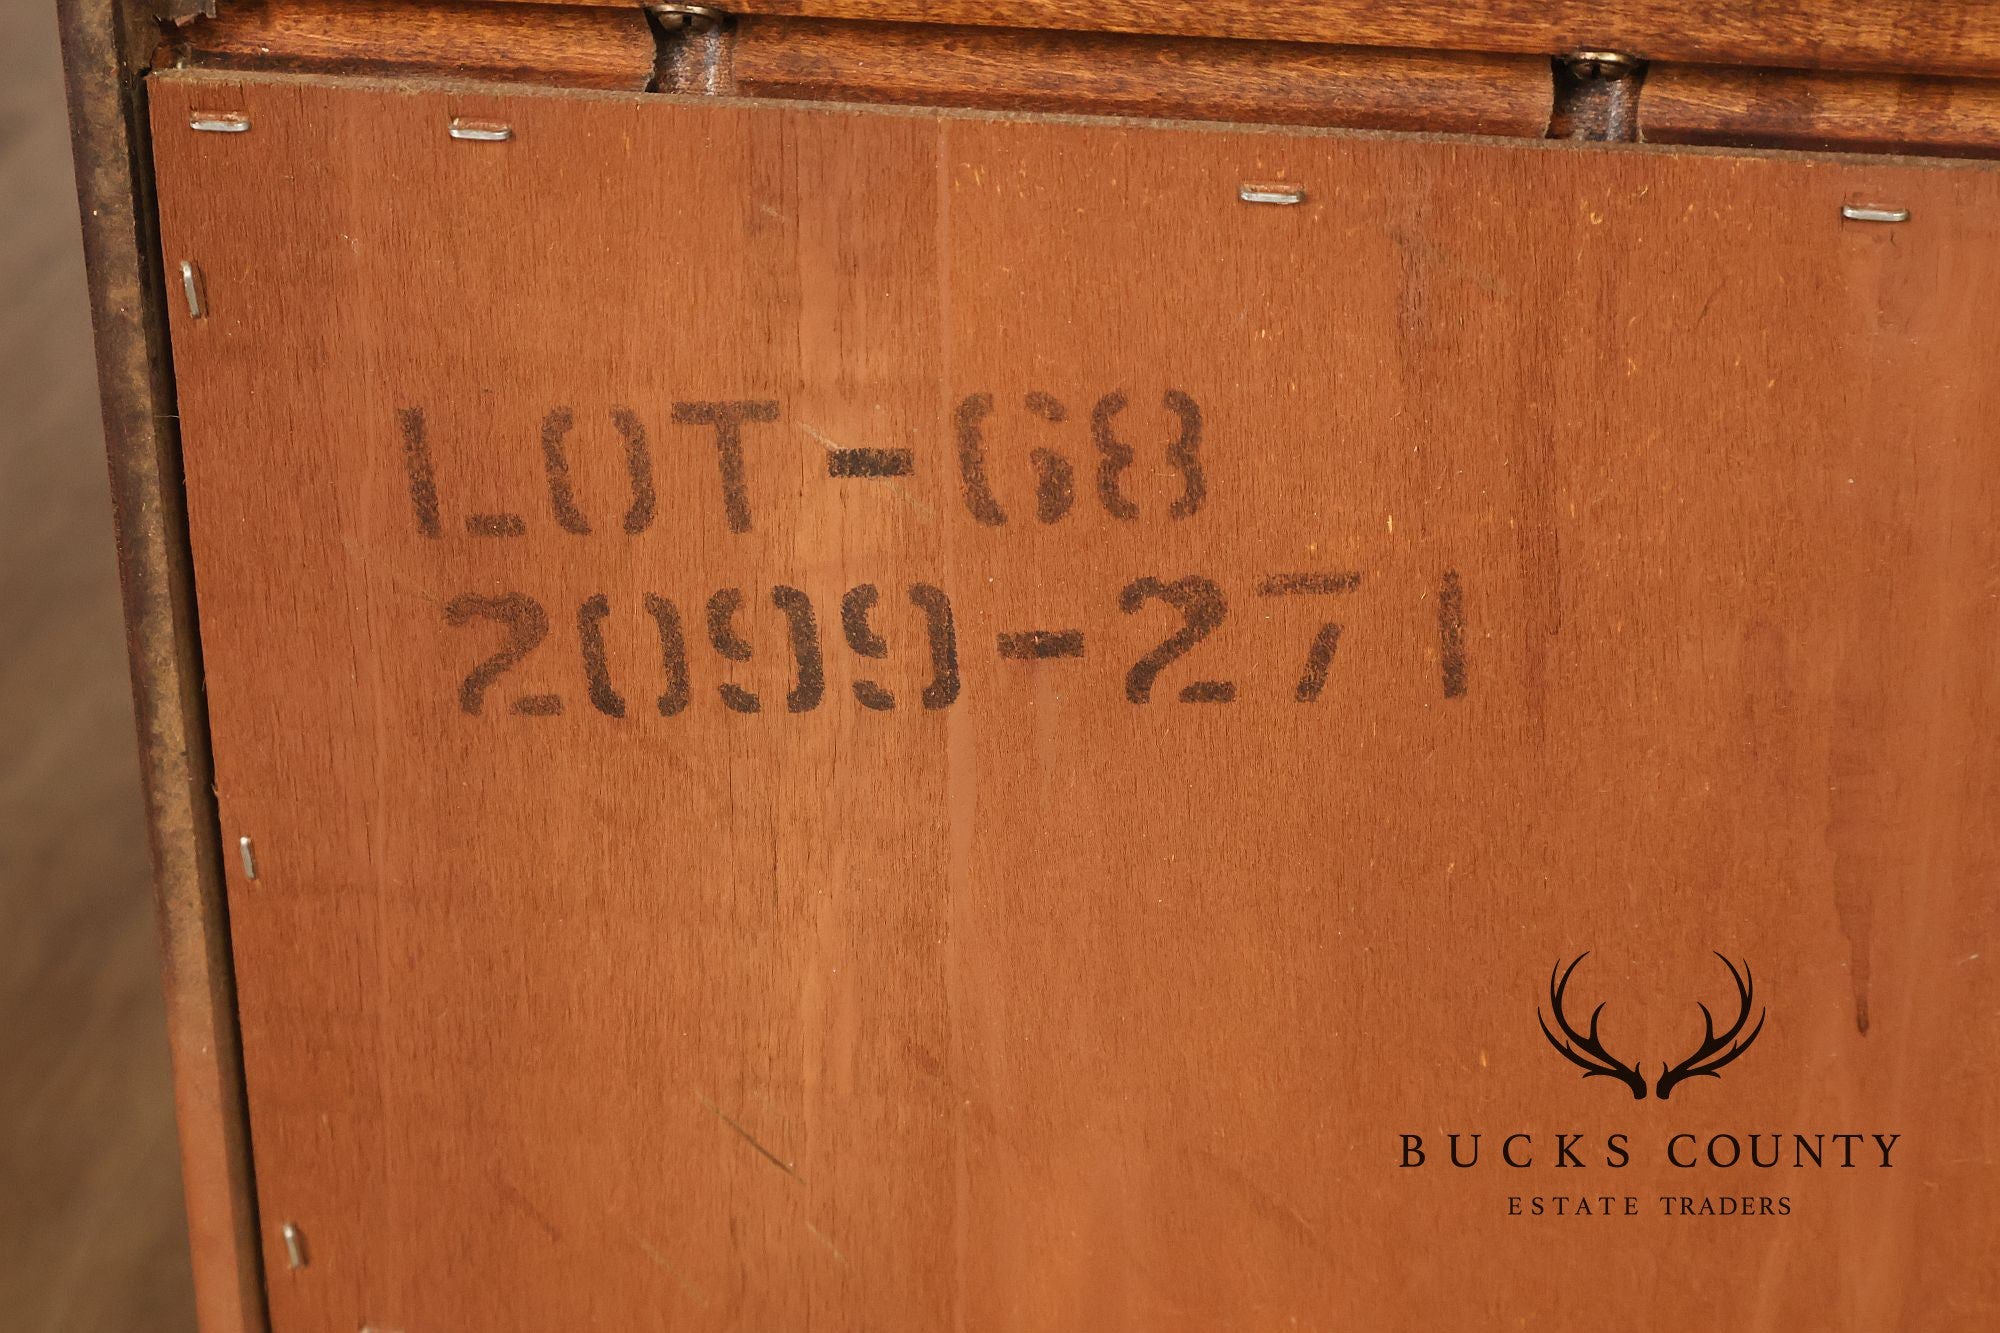 LOT-68
2099-271
BUCKS COUNTY
ESTATE TRADERS